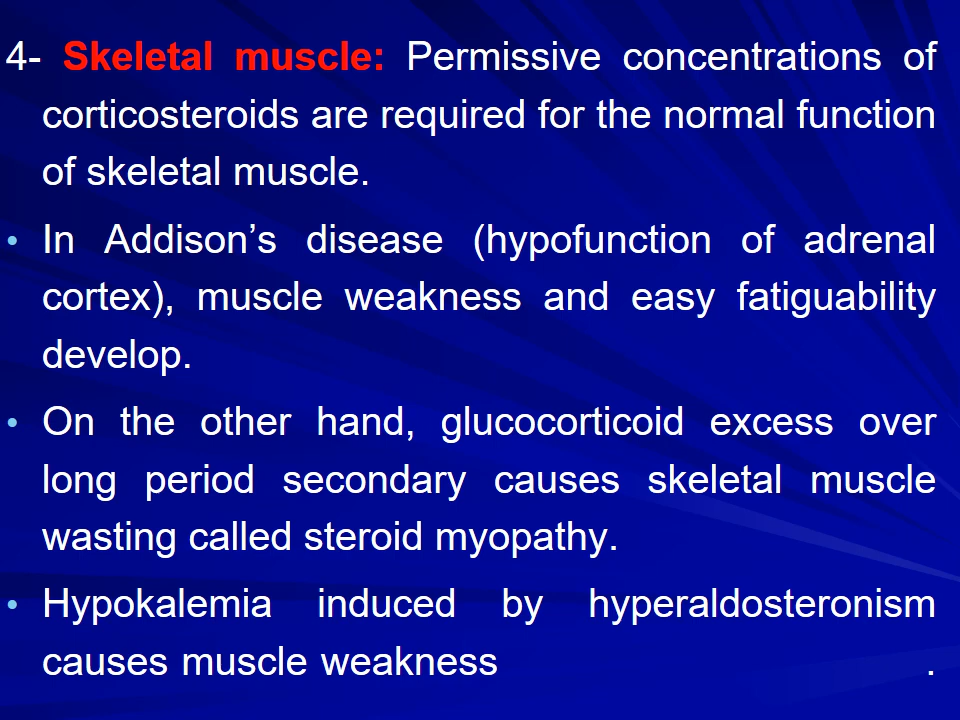 4- Skeletal muscle: Permissive concentrations of
corticosteroids are required for the normal function
of skeletal muscle.
• In Addison’s disease (hypofunction of adrenal
cortex), muscle weakness and easy fatiguability
develop.
• On the other hand, glucocorticoid excess over
long period secondary causes skeletal muscle
wasting called steroid myopathy.
• Hypokalemia induced by hyperaldosteronism
causes muscle weakness .